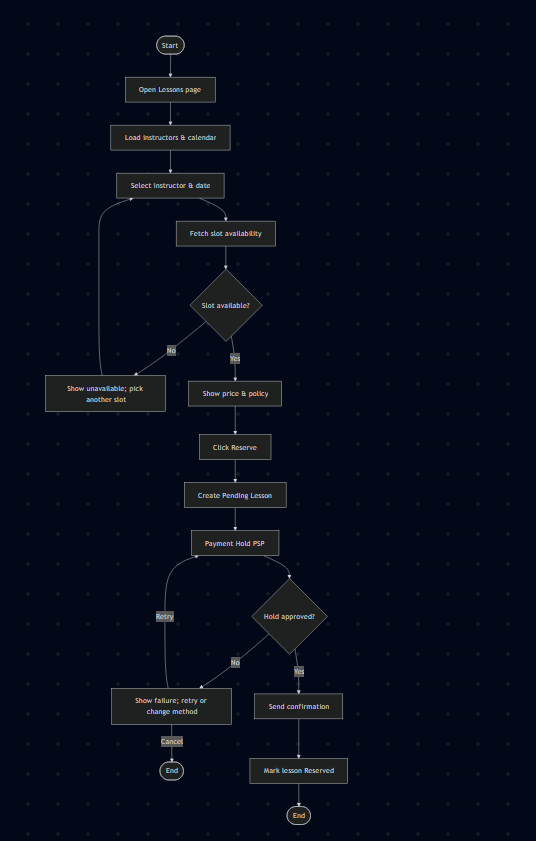 Start
Open Lessons page
Load instructors & calendar
Select instructor & date
Fetch slot availability
Slot available?
No
Yes
Show unavailable; pick
another slot
Show price & policy
Click Reserve
Create Pending Lesson
Payment Hold PSP
Hold approved?
Retry
No
Yes
Show failure; retry or
change method
Send confirmation
Cancel
End
Mark lesson Reserved
End